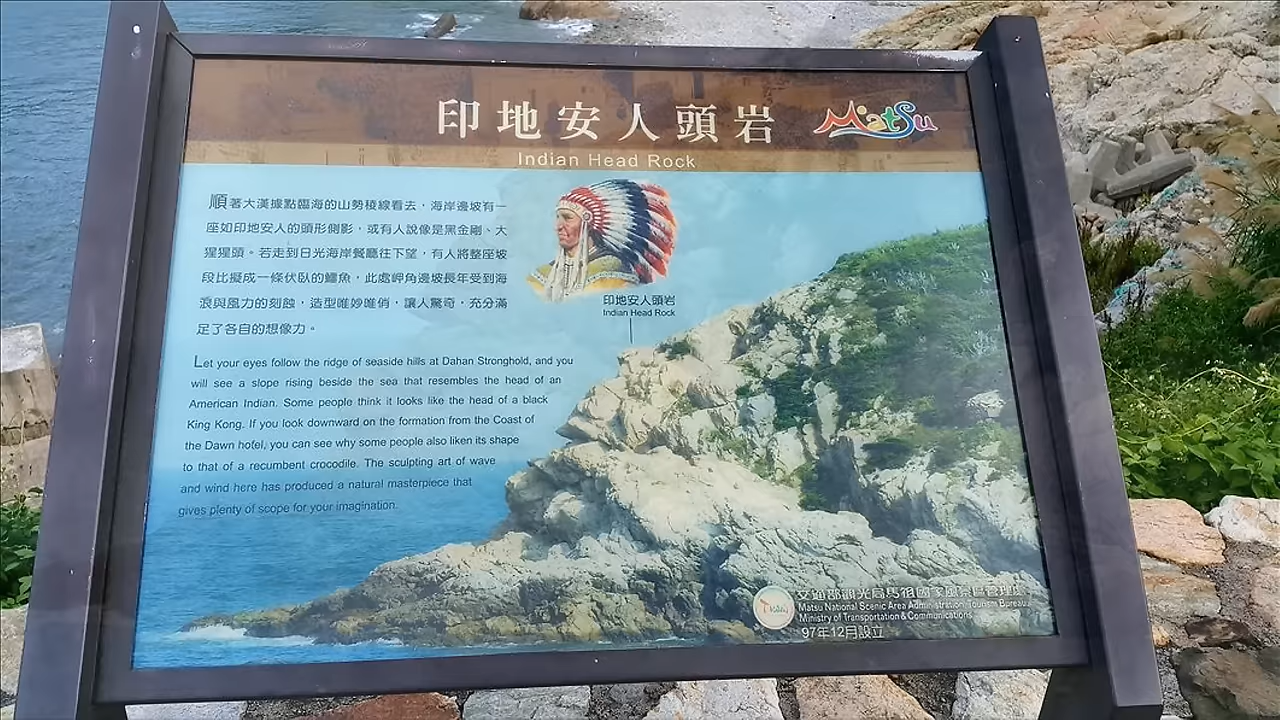 印地安人頭岩
Matsu
Indian Head Rock
順著大漢據點臨海的山勢稜線看去，海岸邊坡有一
座如印地安人的頭形側影，或有人說像是黑金剛、大
猩猩頭。若走到日光海岸餐廳往下望，有人將整座坡
段比擬成一條伏臥的鱷魚，此處岬角邊坡長年受到海
浪與風力的刻蝕，造型唯妙唯俏，讓人驚奇，充分滿
足了各自的想像力。
印地安人頭岩
Indian Head Rock
Let your eyes follow the ridge of seaside hills at Dahan Stronghold, and you
will see a slope rising beside the sea that resembles the head of an
American Indian. Some people think it looks like the head of a black
King Kong. If you look downward on the formation from the Coast of
the Dawn hotel, you can see why some people also liken its shape
to that of a recumbent crocodile. The sculpting art of wave
and wind here has produced a natural masterpiece that
gives plenty of scope for your imagination.
交通部觀光局馬祖國家風景區管理處
Matsu National Scenic Area Administration Tourism Bureau
Ministry of Transportation & Communications
97年12月設立